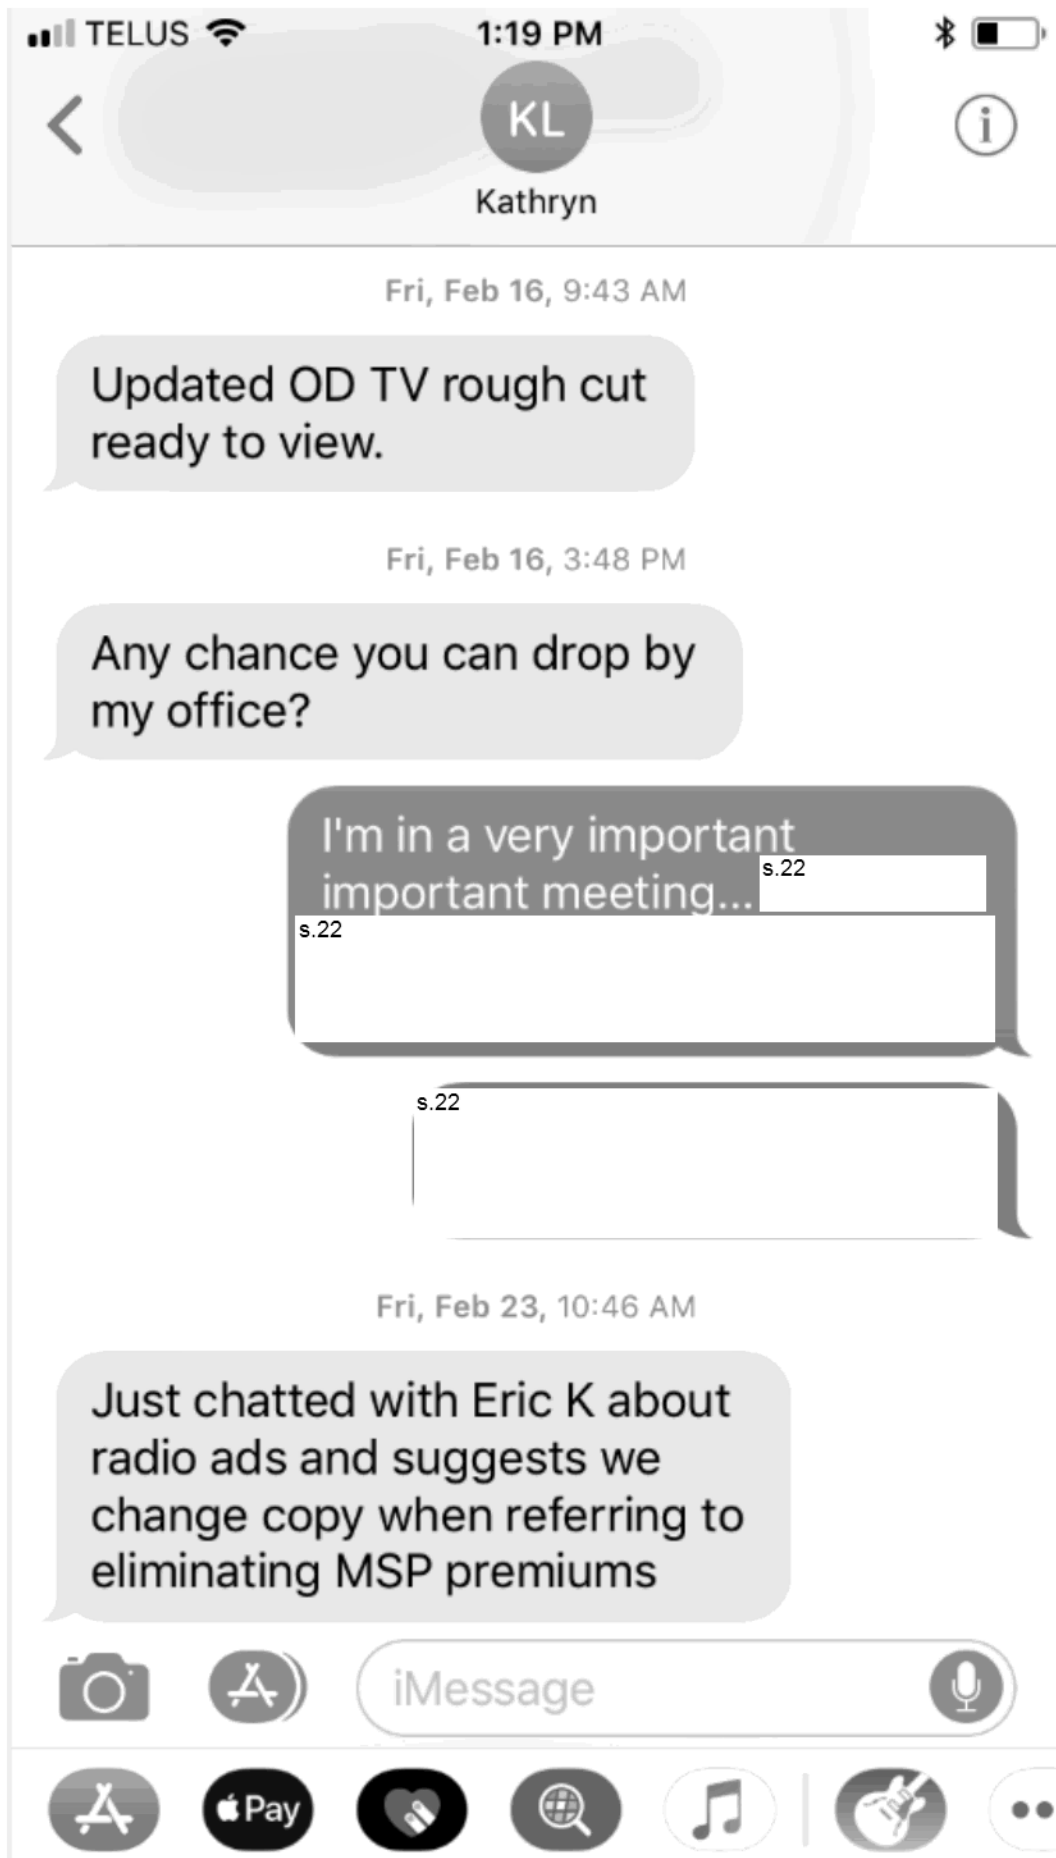 TELUS 1:19 PM
KL
Kathryn
Fri, Feb 16, 9:43 AM
Updated OD TV rough cut
ready to view.
Fri, Feb 16, 3:48 PM
Any chance you can drop by
my office?
I'm in a very important
important meeting... s.22
s.22
s.22
Fri, Feb 23, 10:46 AM
Just chatted with Eric K about
radio ads and suggests we
change copy when referring to
eliminating MSP premiums
iMessage
Pay